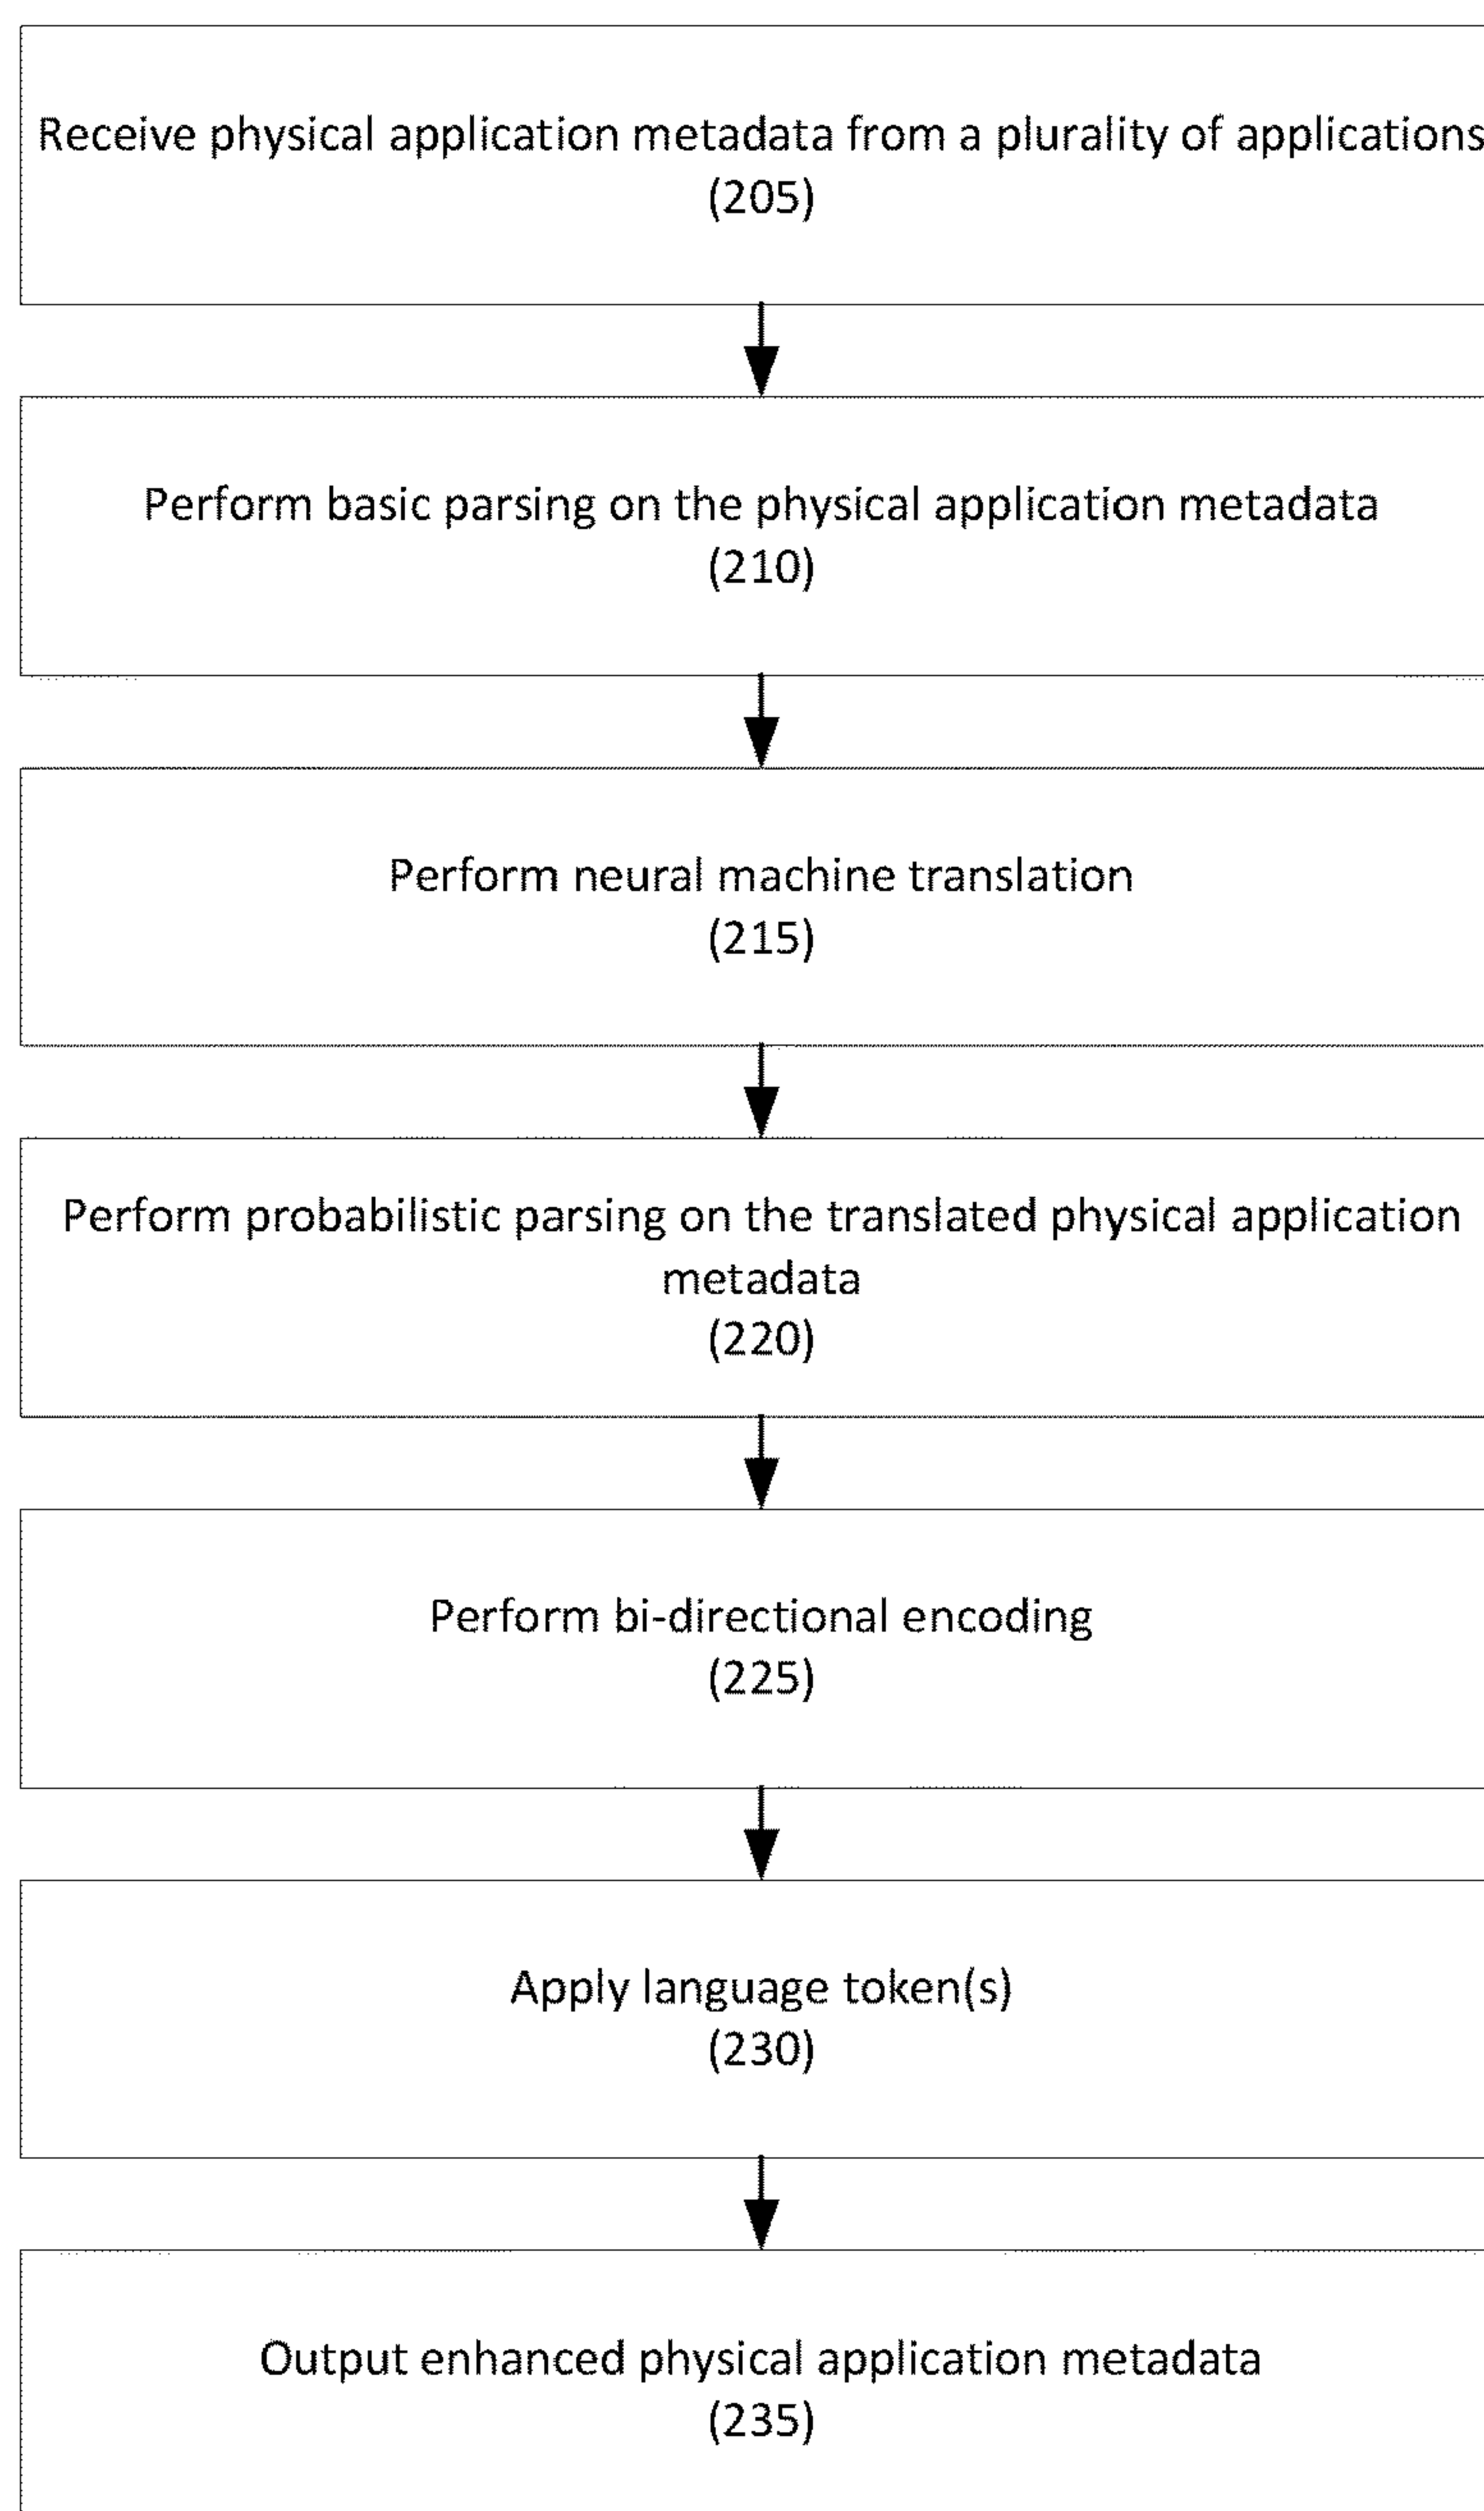 Receive physical application metadata from a plurality of applications
(205)
Perform basic parsing on the physical application metadata
(210)
Perform neural machine translation
(215)
Perform probabilistic parsing on the translated physical application
metadata
(220)
Perform bi-directional encoding
(225)
Apply language token(s)
(230)
Output enhanced physical application metadata
(235)